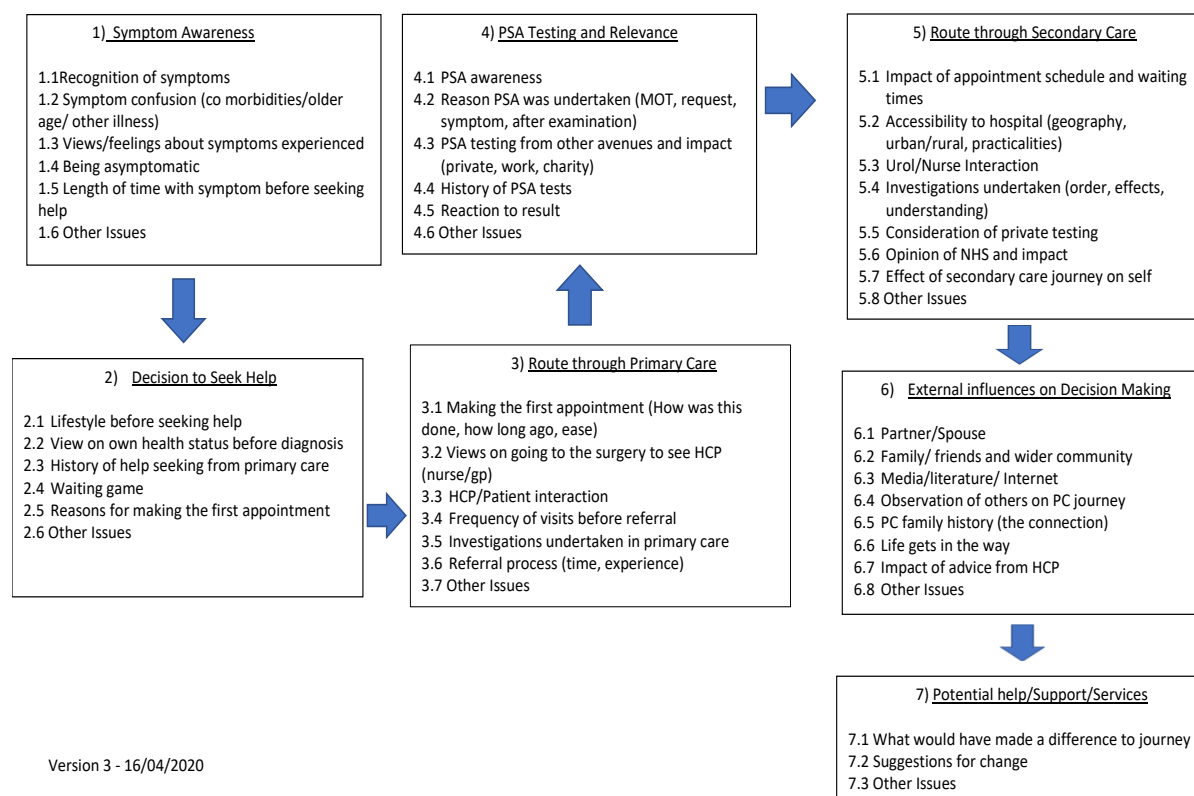 1) Symptom Awareness
1.1Recognition of symptoms
1.2 Symptom confusion (co morbidities/older
age/ other illness)
1.3 Views/feelings about symptoms experienced
1.4 Being asymptomatic
1.5 Length of time with symptom before seeking
help
1.6 Other Issues
2) Decision to Seek Help
2.1 Lifestyle before seeking help
2.2 View on own health status before diagnosis
2.3 History of help seeking from primary care
2.4 Waiting game
2.5 Reasons for making the first appointment
2.6 Other Issues
3) Route through Primary Care
3.1 Making the first appointment (How was this
done, how long ago, ease)
3.2 Views on going to the surgery to see HCP
(nurse/gp)
3.3 HCP/Patient interaction
3.4 Frequency of visits before referral
3.5 Investigations undertaken in primary care
3.6 Referral process (time, experience)
3.7 Other Issues
4) PSA Testing and Relevance
4.1 PSA awareness
4.2 Reason PSA was undertaken (MOT, request,
symptom, after examination)
4.3 PSA testing from other avenues and impact
(private, work, charity)
4.4 History of PSA tests
4.5 Reaction to result
4.6 Other Issues
5) Route through Secondary Care
5.1 Impact of appointment schedule and waiting
times
5.2 Accessibility to hospital (geography,
urban/rural, practicalities)
5.3 Urol/Nurse Interaction
5.4 Investigations undertaken (order, effects,
understanding)
5.5 Consideration of private testing
5.6 Opinion of NHS and impact
5.7 Effect of secondary care journey on self
5.8 Other Issues
6) External influences on Decision Making
6.1 Partner/Spouse
6.2 Family/ friends and wider community
6.3 Media/literature/ Internet
6.4 Observation of others on PC journey
6.5 PC family history (the connection)
6.6 Life gets in the way
6.7 Impact of advice from HCP
6.8 Other Issues
7) Potential help/Support/Services
7.1 What would have made a difference to journey
7.2 Suggestions for change
7.3 Other Issues
Version 3 - 16/04/2020